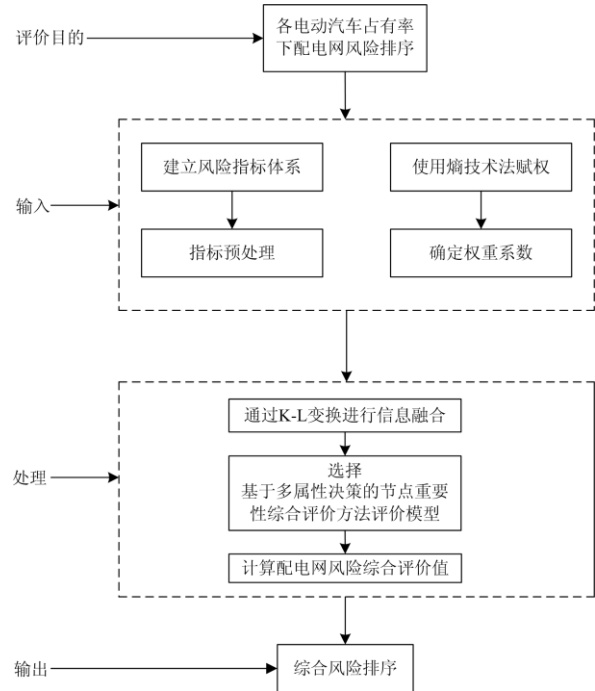 评价目的
各电动汽车占有率
下配电网风险排序
输入
建立风险指标体系
使用熵技术法赋权
指标预处理
确定权重系数
处理
通过K-L变换进行信息融合
选择
基于多属性决策的节点重要
性综合评价方法评价模型
计算配电网风险综合评价值
输出
综合风险排序